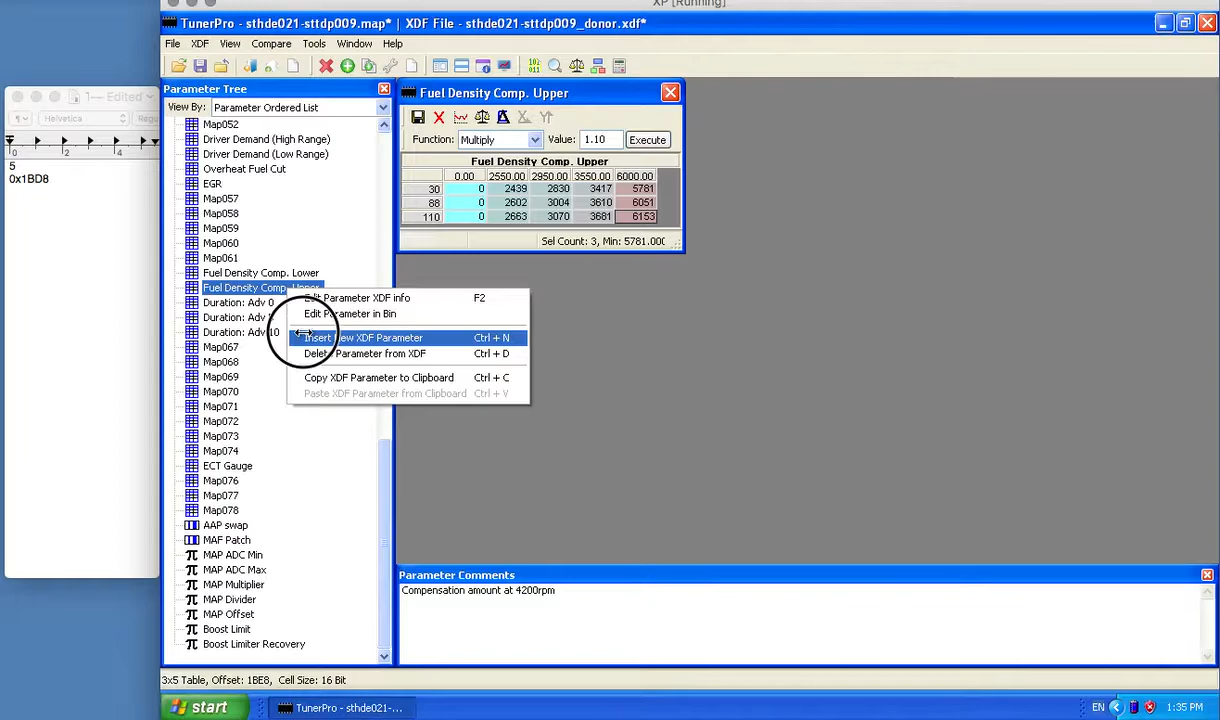 XP [Running]
TunerPro - sthde021-sttdp009.map* | XDF File - sthde021-sttdp009_donor.xdf*
File XDF View Compare Tools Window Help
1 — Edited
Helvetica
Regu
0 2 4
5
0x1BD8
Parameter Tree
View By: Parameter Ordered List
Map052
Driver Demand (High Range)
Driver Demand (Low Range)
Overheat Fuel Cut
EGR
Map057
Map058
Map059
Map060
Map061
Fuel Density Comp. Lower
Fuel Density Comp. Upper
Duration: Adv 0
Duration: Adv
Duration: Adv 10
Map067
Map068
Map069
Map070
Map071
Map072
Map073
Map074
ECT Gauge
Map076
Map077
Map078
AAP swap
MAF Patch
MAP ADC Min
MAP ADC Max
MAP Multiplier
MAP Divider
MAP Offset
Boost Limit
Boost Limiter Recovery
Fuel Density Comp. Upper
Function: Multiply Value: 1.10 Execute
Fuel Density Comp. Upper
0.00 2550.00 2950.00 3550.00 6000.00
30 0 2439 2830 3417 5781
88 0 2602 3004 3610 6051
110 0 2663 3070 3681 6153
Sel Count: 3, Min: 5781.000
Edit Parameter XDF info F2
Edit Parameter in Bin
Insert New XDF Parameter Ctrl + N
Delete Parameter from XDF Ctrl + D
Copy XDF Parameter to Clipboard Ctrl + C
Paste XDF Parameter from Clipboard Ctrl + V
Parameter Comments
Compensation amount at 4200rpm
3x5 Table, Offset: 1BE8, Cell Size: 16 Bit
start
TunerPro - sthde021-...
EN
1:35 PM